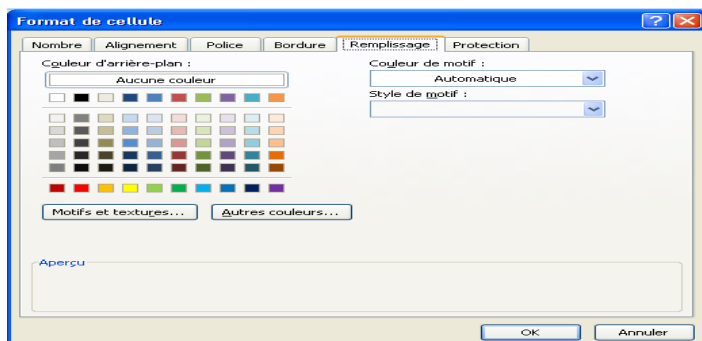 Format de cellule
Nombre Alignement Police Bordure Remplissage Protection
Couleur d'arrière-plan :
Aucune couleur
Couleur de motif :
Automatique
Style de motif :
Motifs et textures... Autres couleurs...
Aperçu
OK Annuler